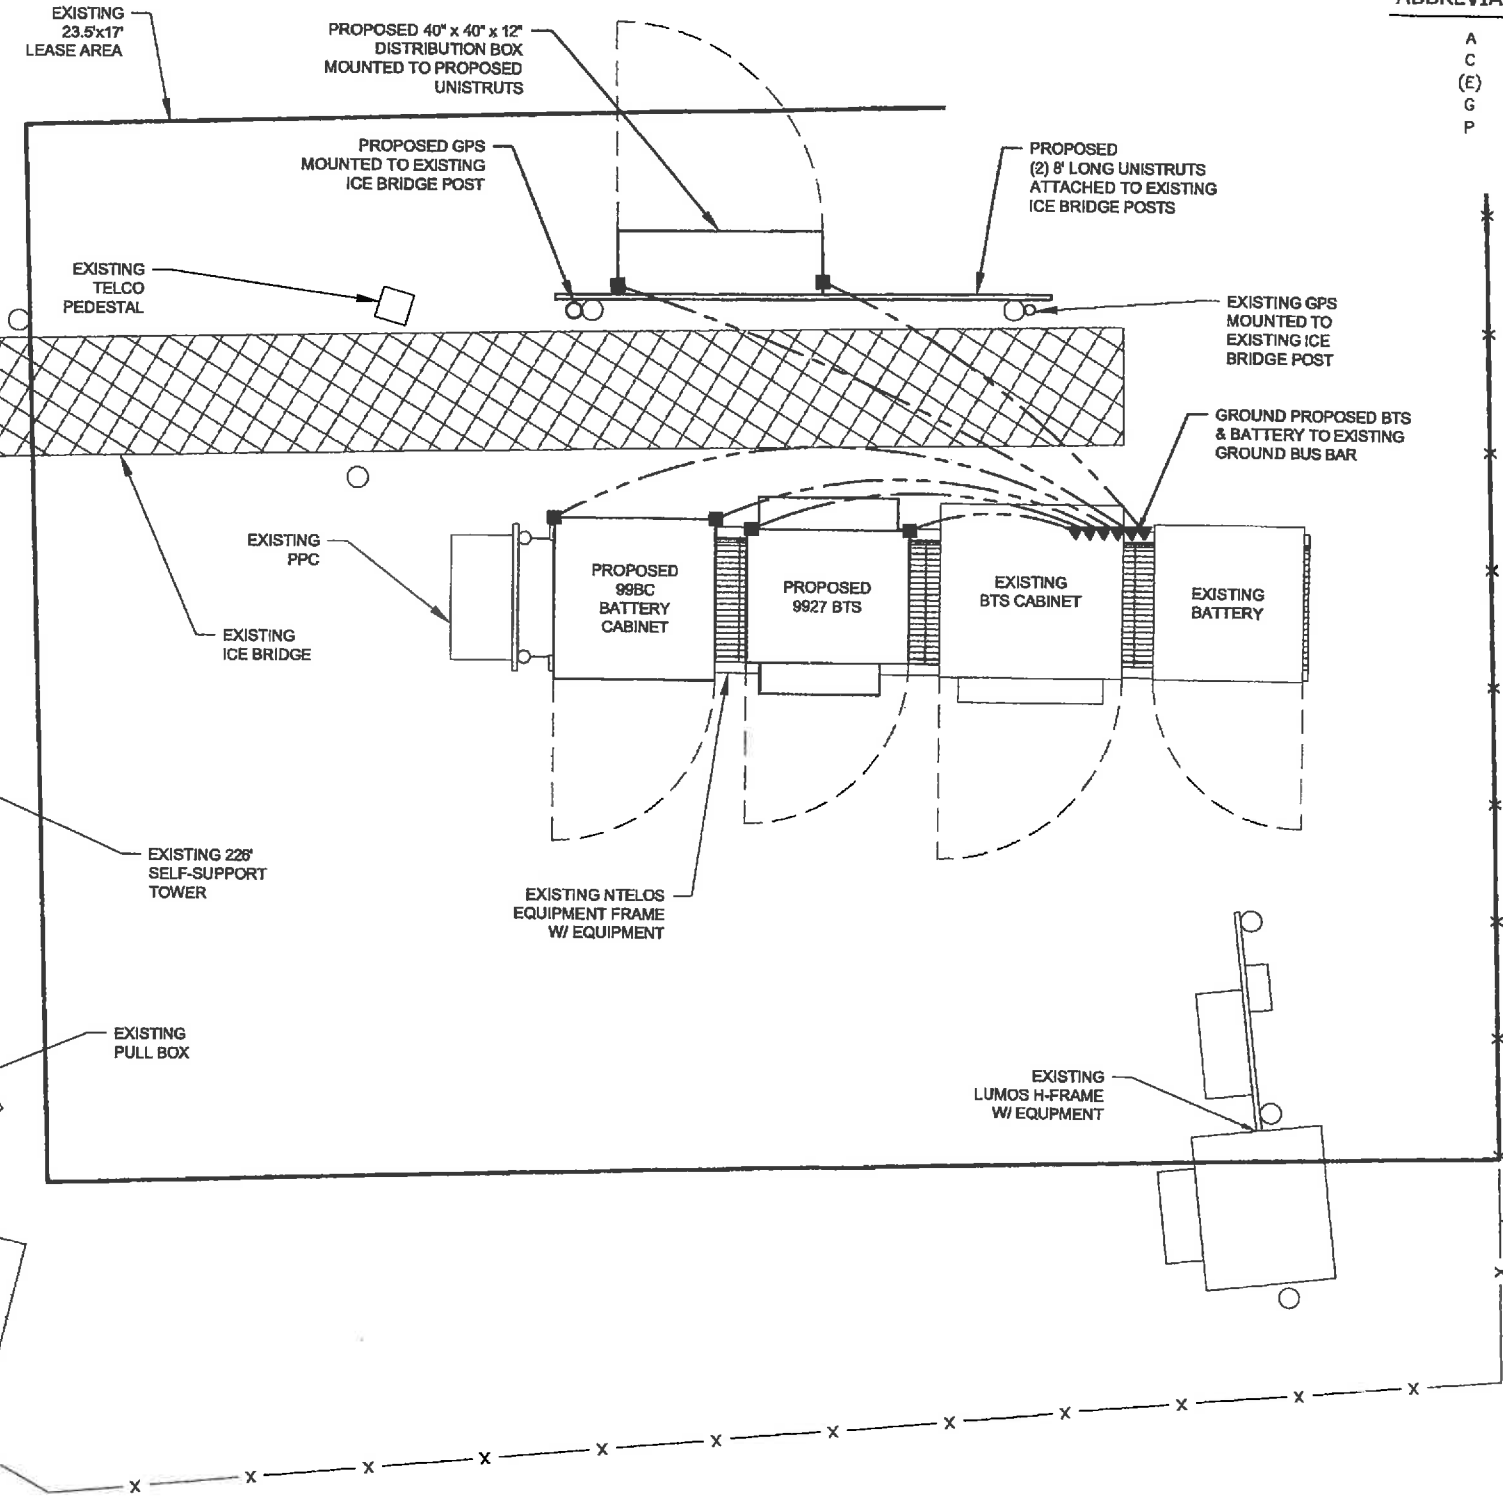 EXISTING
23.5'x17'
LEASE AREA
PROPOSED 40" x 40" x 12"
DISTRIBUTION BOX
MOUNTED TO PROPOSED
UNISTRUTS
A
C
(E)
G
P
PROPOSED GPS
MOUNTED TO EXISTING
ICE BRIDGE POST
PROPOSED
(2) 8' LONG UNISTRUTS
ATTACHED TO EXISTING
ICE BRIDGE POSTS
EXISTING
TELCO
PEDESTAL
EXISTING GPS
MOUNTED TO
EXISTING ICE
BRIDGE POST
GROUND PROPOSED BTS
& BATTERY TO EXISTING
GROUND BUS BAR
EXISTING
PPC
PROPOSED
99BC
BATTERY
CABINET
PROPOSED
9927 BTS
EXISTING
BTS CABINET
EXISTING
BATTERY
EXISTING
ICE BRIDGE
EXISTING 226'
SELF-SUPPORT
TOWER
EXISTING NTELOS
EQUIPMENT FRAME
W/ EQUIPMENT
EXISTING
PULL BOX
EXISTING
LUMOS H-FRAME
W/ EQUPMENT